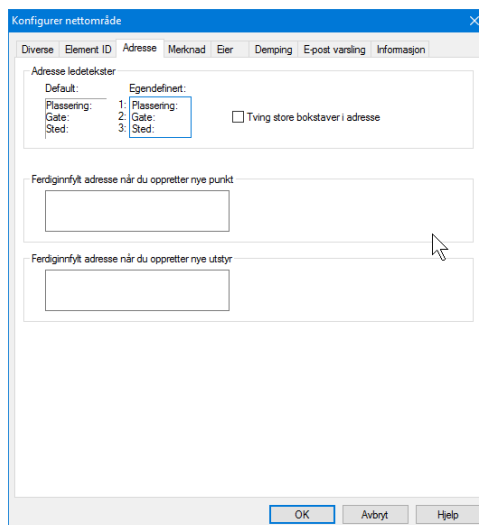 Konfigurer nettområde
Diverse Element ID Adresse Merknad Eier Demping E-post varsling Informasjon
Adresse ledetekster
Default: Egendefinert:
Plassering: 1: Plassering:
Gate: 2: Gate: Tving store bokstaver i adresse
Sted: 3: Sted:
Ferdiginnfylt adresse når du oppretter nye punkt
Ferdiginnfylt adresse når du oppretter nye utstyr
OK Avbryt Hjelp